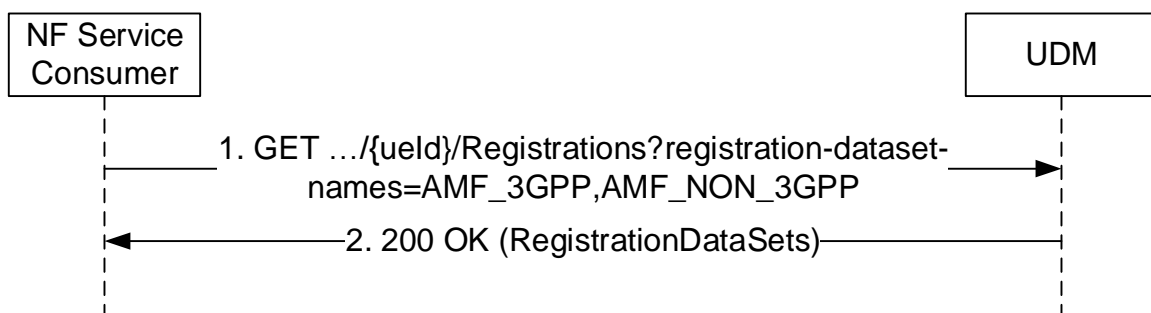 NF Service
Consumer
UDM
1. GET …/{ueId}/Registrations?registration-dataset-
names=AMF_3GPP,AMF_NON_3GPP
2. 200 OK (RegistrationDataSets)